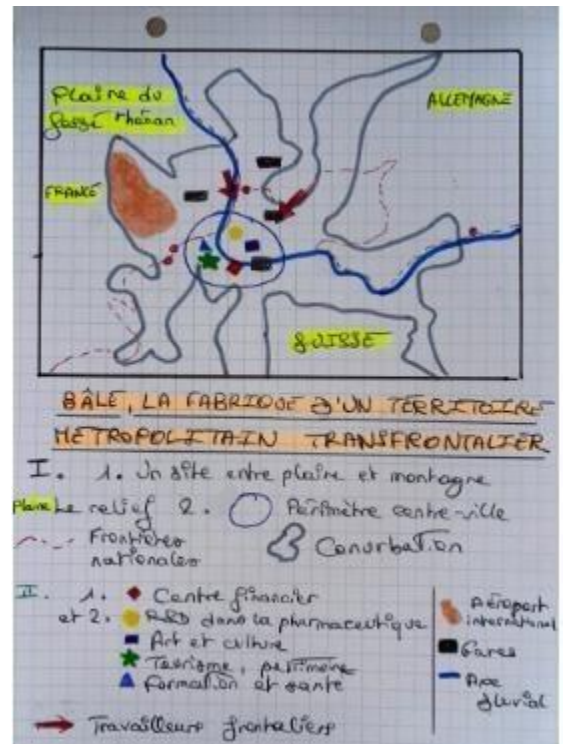 Plaine du
fossé rhénan
ALLEMAGNE
FRANCE
SUISSE
BÂLE, LA FABRIQUE D'UN TERRITOIRE
MÉTROPOLITAIN TRANSFRONTALIER
I. 1. Un site entre plaine et montagne
Plaine Le relief 2. Périmètre centre-ville
Frontières
nationales
Conurbation
II. 1. Centre financier
et 2. R&D dans la pharmaceutique
Art et culture
Tourisme, patrimoine
Formation et santé
Travailleurs frontaliers
Aéroport
international
Gares
Axe
fluvial